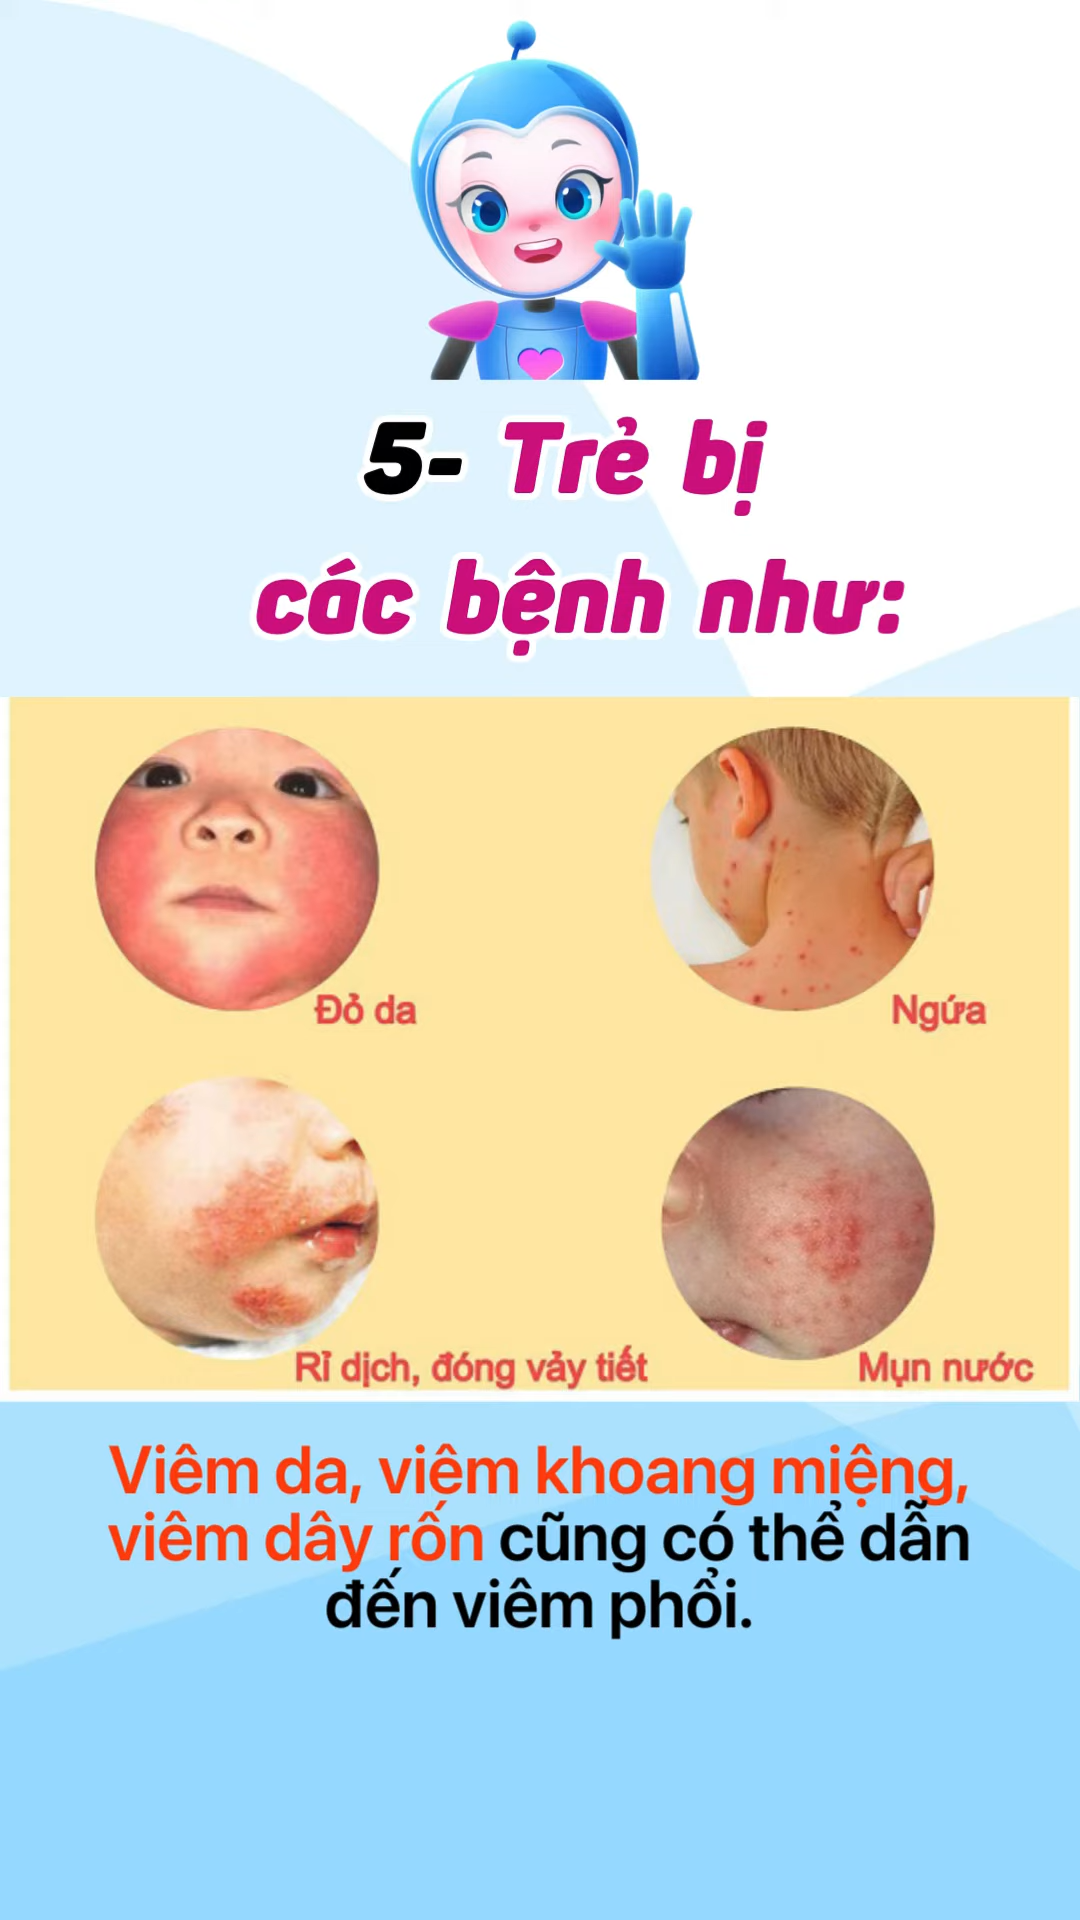 5- Trẻ bị
các bệnh như:
Đỏ da
Ngứa
Rỉ dịch, đóng vảy tiết
Mụn nước
Viêm da, viêm khoang miệng,
viêm dây rốn cũng có thể dẫn
đến viêm phổi.